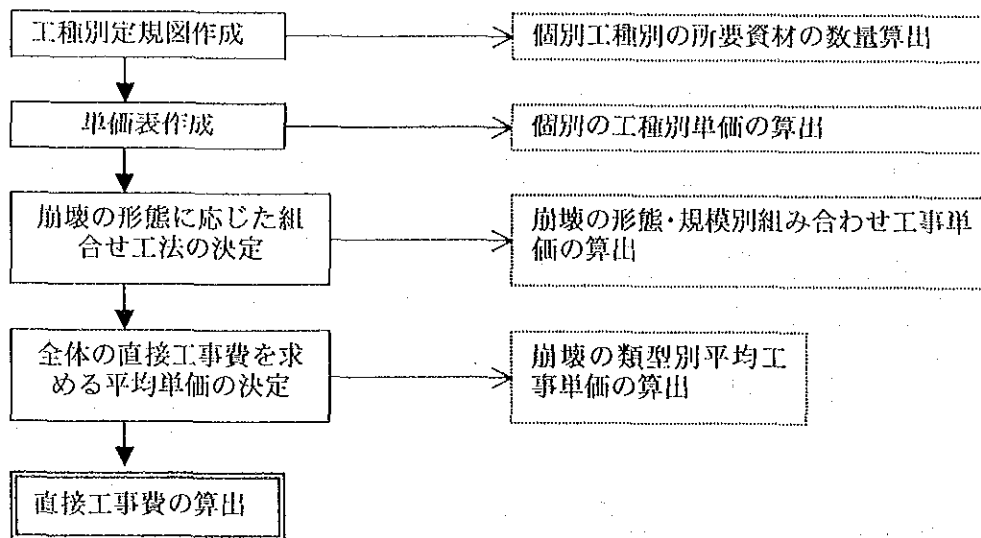 工種別定規図作成
個別工種別の所要資材の数量算出
単価表作成
個別の工種別単価の算出
崩壊の形態に応じた組
合せ工法の決定
崩壊の形態・規模別組み合わせ工事単
価の算出
全体の直接工事費を求
める平均単価の決定
崩壊の類型別平均工
事単価の算出
直接工事費の算出